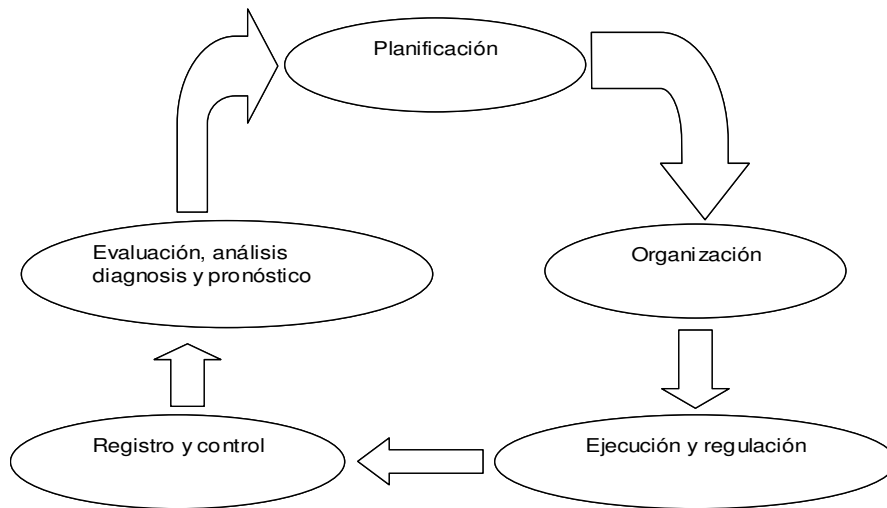 Planificación
Organización
Ejecución y regulación
Registro y control
Evaluación, análisis
diagnosis y pronóstico